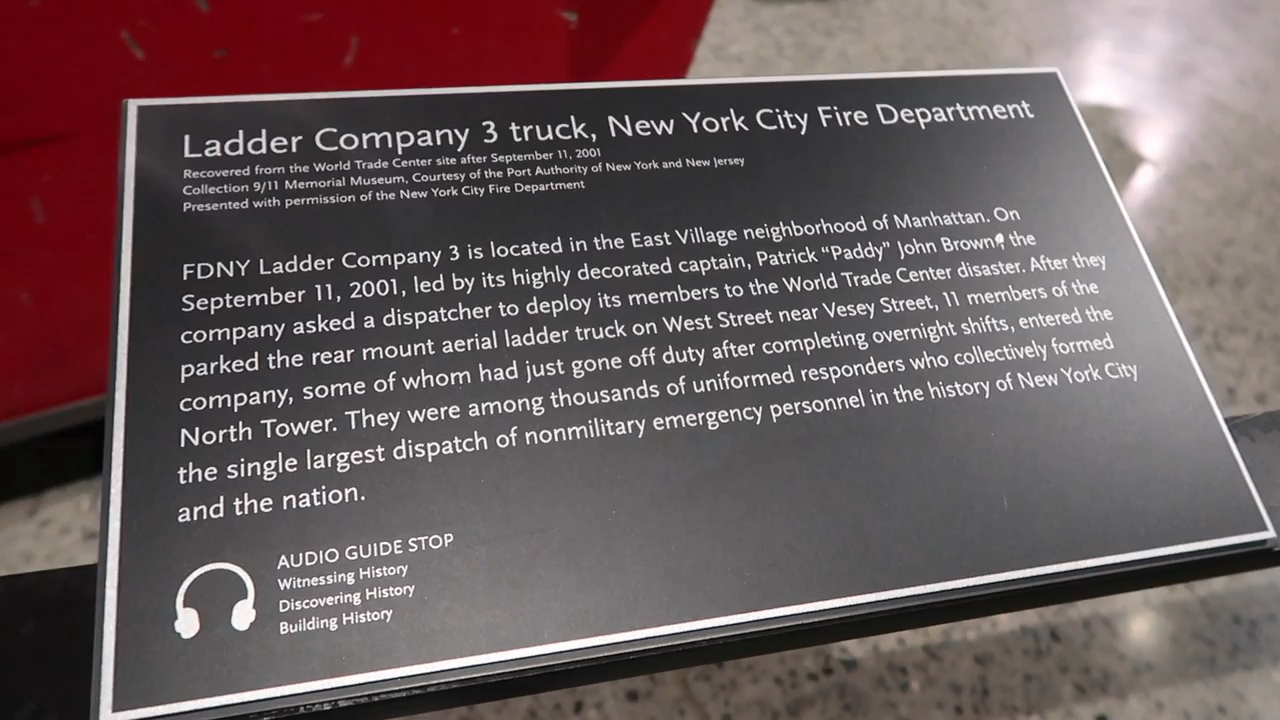 Ladder Company 3 truck, New York City Fire Department
Recovered from the World Trade Center site after September 11, 2001
Collection 9/11 Memorial Museum, Courtesy of the Port Authority of New York and New Jersey
Presented with permission of the New York City Fire Department
FDNY Ladder Company 3 is located in the East Village neighborhood of Manhattan. On
September 11, 2001, led by its highly decorated captain, Patrick “Paddy” John Brown, the
company asked a dispatcher to deploy its members to the World Trade Center disaster. After they
parked the rear mount aerial ladder truck on West Street near Vesey Street, 11 members of the
company, some of whom had just gone off duty after completing overnight shifts, entered the
North Tower. They were among thousands of uniformed responders who collectively formed
the single largest dispatch of nonmilitary emergency personnel in the history of New York City
and the nation.
AUDIO GUIDE STOP
Witnessing History
Discovering History
Building History